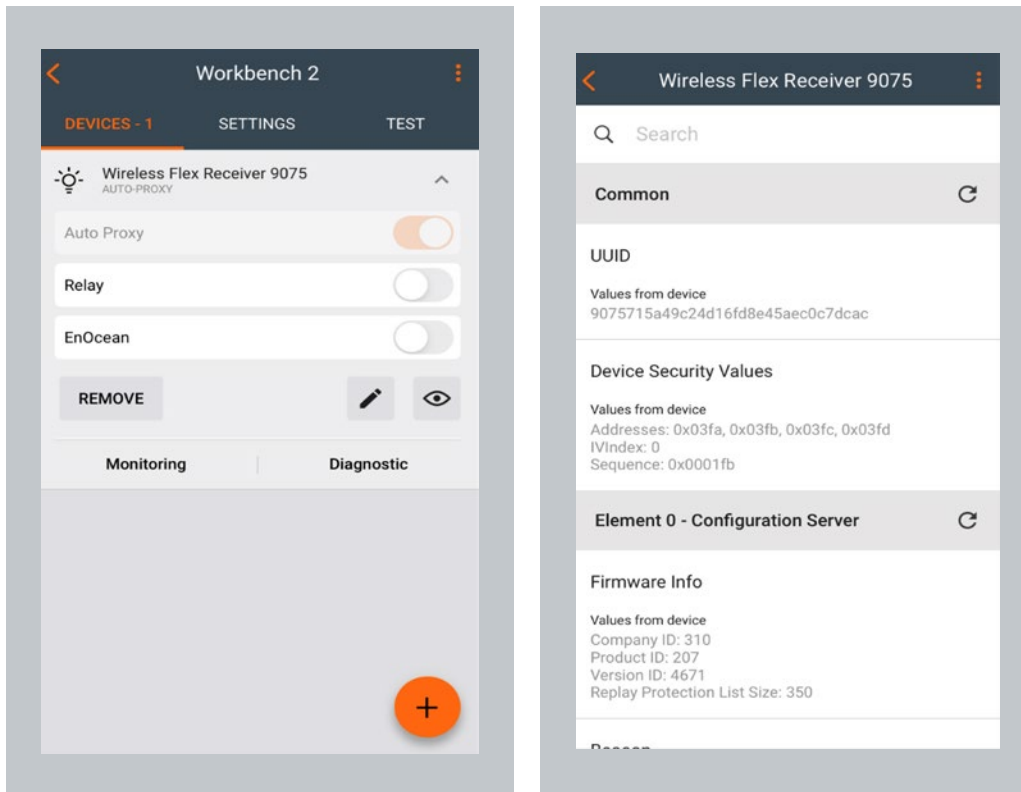 Workbench 2
DEVICES - 1 SETTINGS TEST
Wireless Flex Receiver 9075
AUTO-PROXY
Auto Proxy
Relay
EnOcean
REMOVE
Monitoring Diagnostic
Wireless Flex Receiver 9075
Search
Common
UUID
Values from device
9075715a49c24d16fd8e45aec0c7dcac
Device Security Values
Values from device
Addresses: 0x03fa, 0x03fb, 0x03fc, 0x03fd
IVIndex: 0
Sequence: 0x0001fb
Element 0 - Configuration Server
Firmware Info
Values from device
Company ID: 310
Product ID: 207
Version ID: 4671
Replay Protection List Size: 350